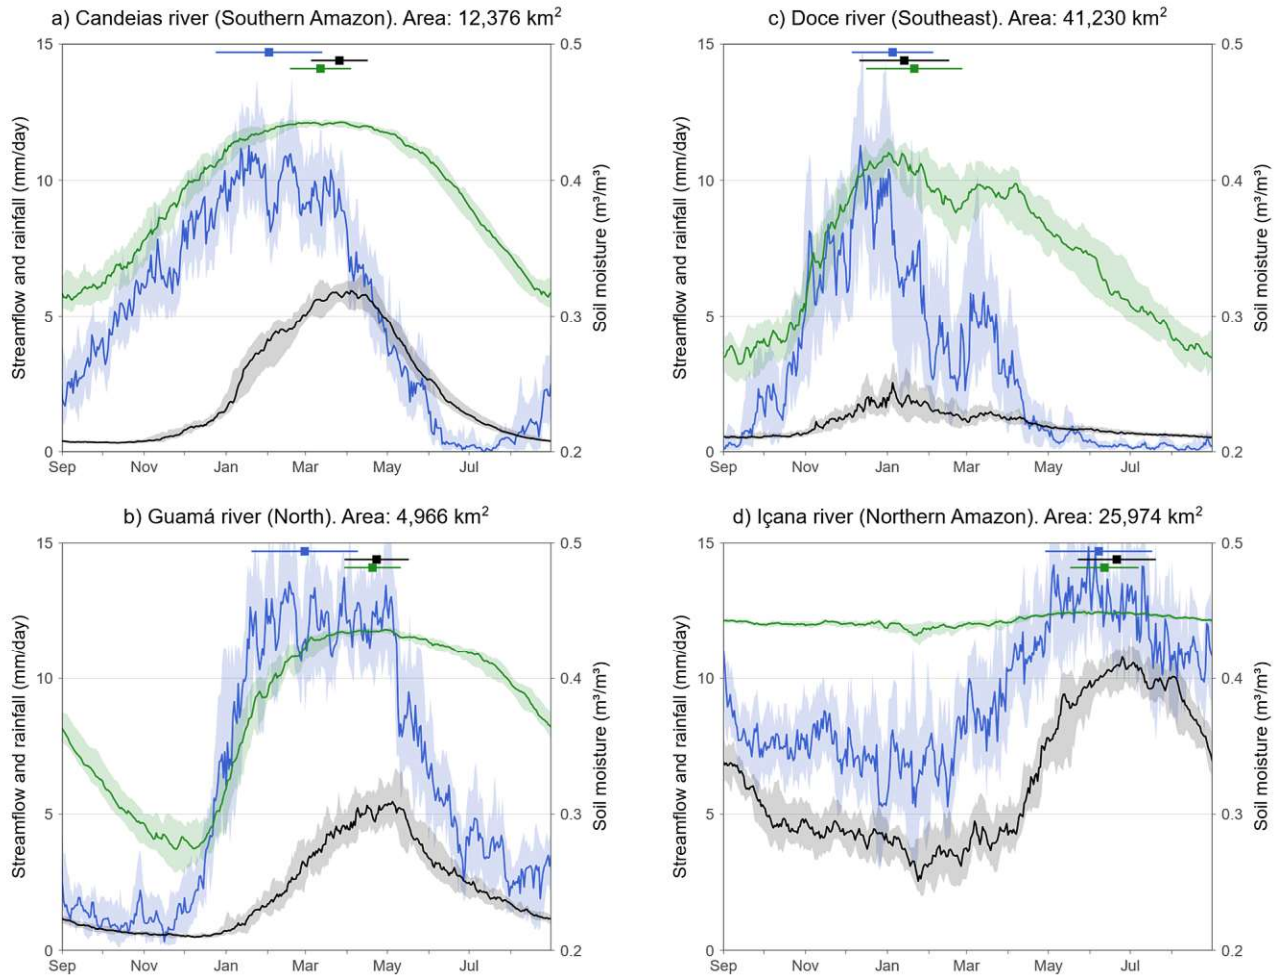 a) Candeias river (Southern Amazon). Area: 12,376 km²
15
10
5
0
Streamflow and rainfall (mm/day)
0.5
0.4
0.3
0.2
Soil moisture (m³/m³)
Sep Nov Jan Mar May Jul
c) Doce river (Southeast). Area: 41,230 km²
15
10
5
0
Streamflow and rainfall (mm/day)
0.5
0.4
0.3
0.2
Soil moisture (m³/m³)
Sep Nov Jan Mar May Jul
b) Guamá river (North). Area: 4,966 km²
15
10
5
0
Streamflow and rainfall (mm/day)
0.5
0.4
0.3
0.2
Soil moisture (m³/m³)
Sep Nov Jan Mar May Jul
d) Içana river (Northern Amazon). Area: 25,974 km²
15
10
5
0
Streamflow and rainfall (mm/day)
0.5
0.4
0.3
0.2
Soil moisture (m³/m³)
Sep Nov Jan Mar May Jul